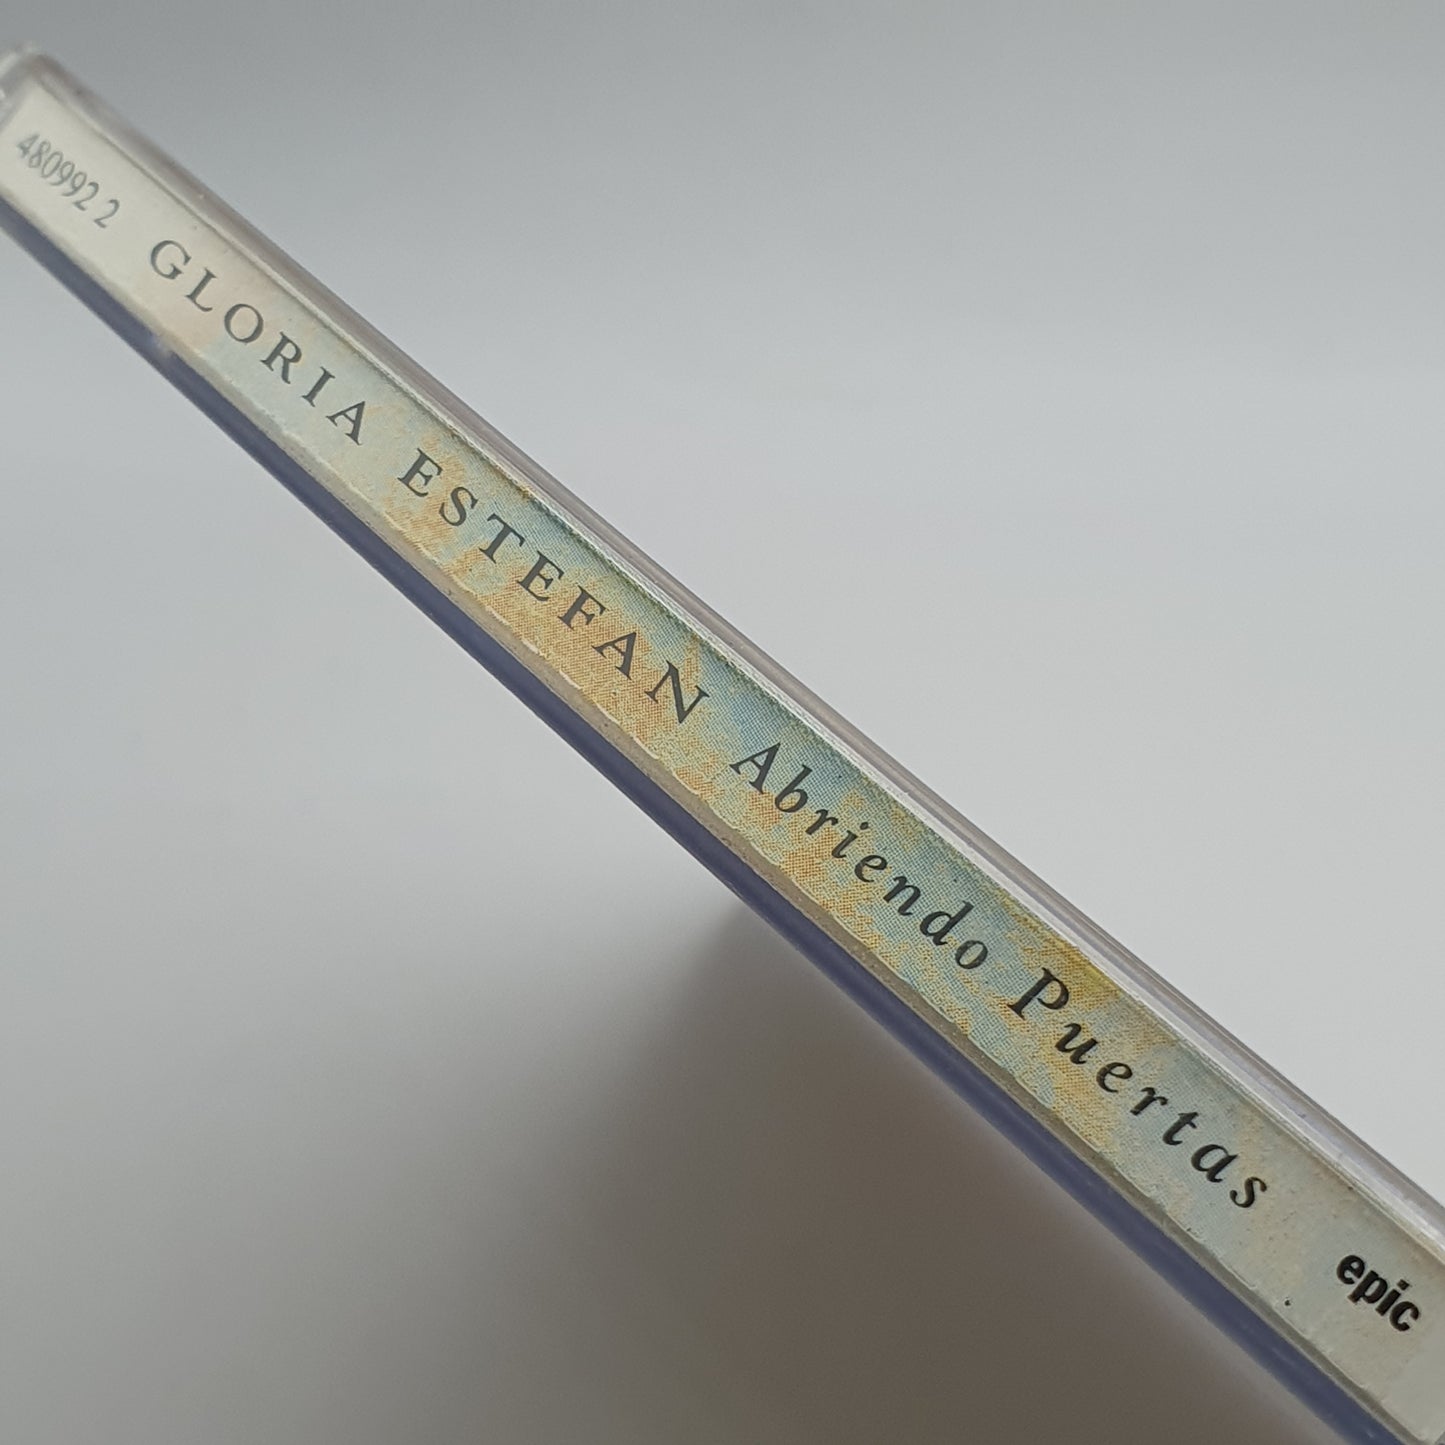 480992 2 GLORIA ESTEFAN Abriendo Puertas epic